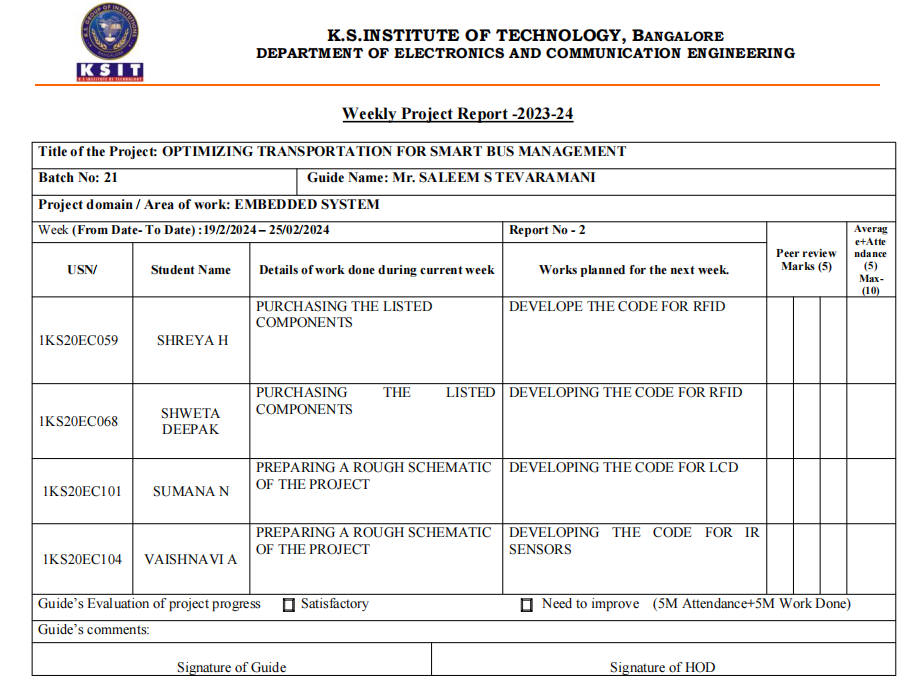 K.S. GROUP OF INSTITUTIONS
KSIT
K.S INSTITUTE OF TECHNOLOGY
K.S.INSTITUTE OF TECHNOLOGY, BANGALORE
DEPARTMENT OF ELECTRONICS AND COMMUNICATION ENGINEERING
Weekly Project Report -2023-24
Title of the Project: OPTIMIZING TRANSPORTATION FOR SMART BUS MANAGEMENT
Batch No: 21
Guide Name: Mr. SALEEM S TEVARAMANI
Project domain / Area of work: EMBEDDED SYSTEM
Week (From Date- To Date) :19/2/2024 – 25/02/2024
Report No - 2
Peer review
Marks (5)
Averag
e+Atte
ndance
(5)
Max-
(10)
USN/
Student Name
Details of work done during current week
Works planned for the next week.
1KS20EC059
SHREYA H
PURCHASING THE LISTED
COMPONENTS
DEVELOPE THE CODE FOR RFID
1KS20EC068
SHWETA
DEEPAK
PURCHASING THE LISTED
COMPONENTS
DEVELOPING THE CODE FOR RFID
1KS20EC101
SUMANA N
PREPARING A ROUGH SCHEMATIC
OF THE PROJECT
DEVELOPING THE CODE FOR LCD
1KS20EC104
VAISHNAVI A
PREPARING A ROUGH SCHEMATIC
OF THE PROJECT
DEVELOPING THE CODE FOR IR
SENSORS
Guide's Evaluation of project progress
Satisfactory
Need to improve (5M Attendance+5M Work Done)
Guide's comments:
Signature of Guide
Signature of HOD